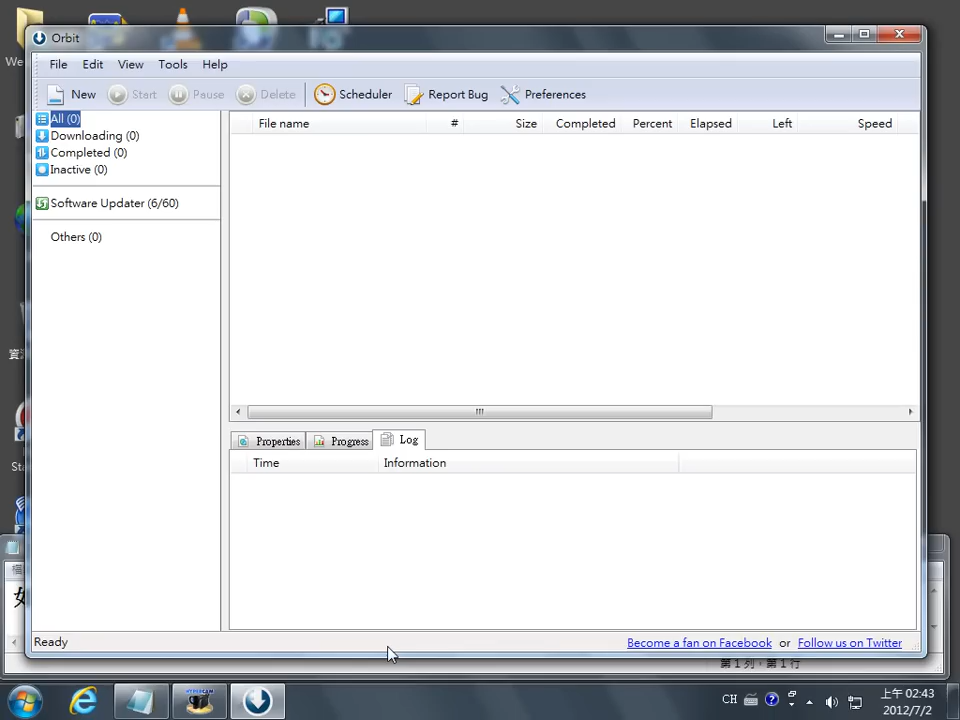 Orbit
We
File Edit View Tools Help
New Start Pause Delete Scheduler Report Bug Preferences
All (0)
Downloading (0)
Completed (0)
Inactive (0)
Software Updater (6/60)
Others (0)
File name # Size Completed Percent Elapsed Left Speed
Properties Progress Log
Time Information
Ready
Become a fan on Facebook or Follow us on Twitter
第 1 列，第 1 行
HYPERCAM
CH
上午 02:43
2012/7/2